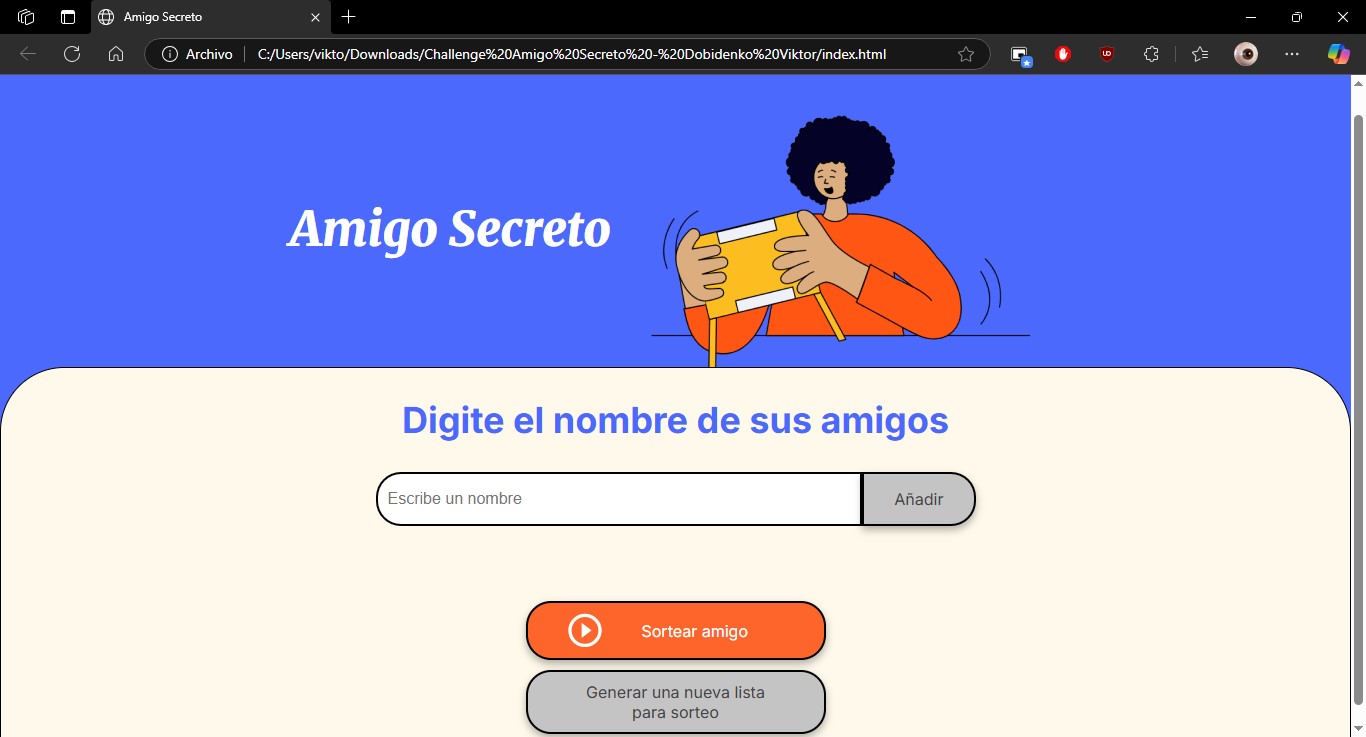 Amigo Secreto
Archivo
C:/Users/vikto/Downloads/Challenge%20Amigo%20Secreto%20-%20Dobidenko%20Viktor/index.html
UD
Amigo Secreto
Digite el nombre de sus amigos
Escribe un nombre
Añadir
Sortear amigo
Generar una nueva lista
para sorteo